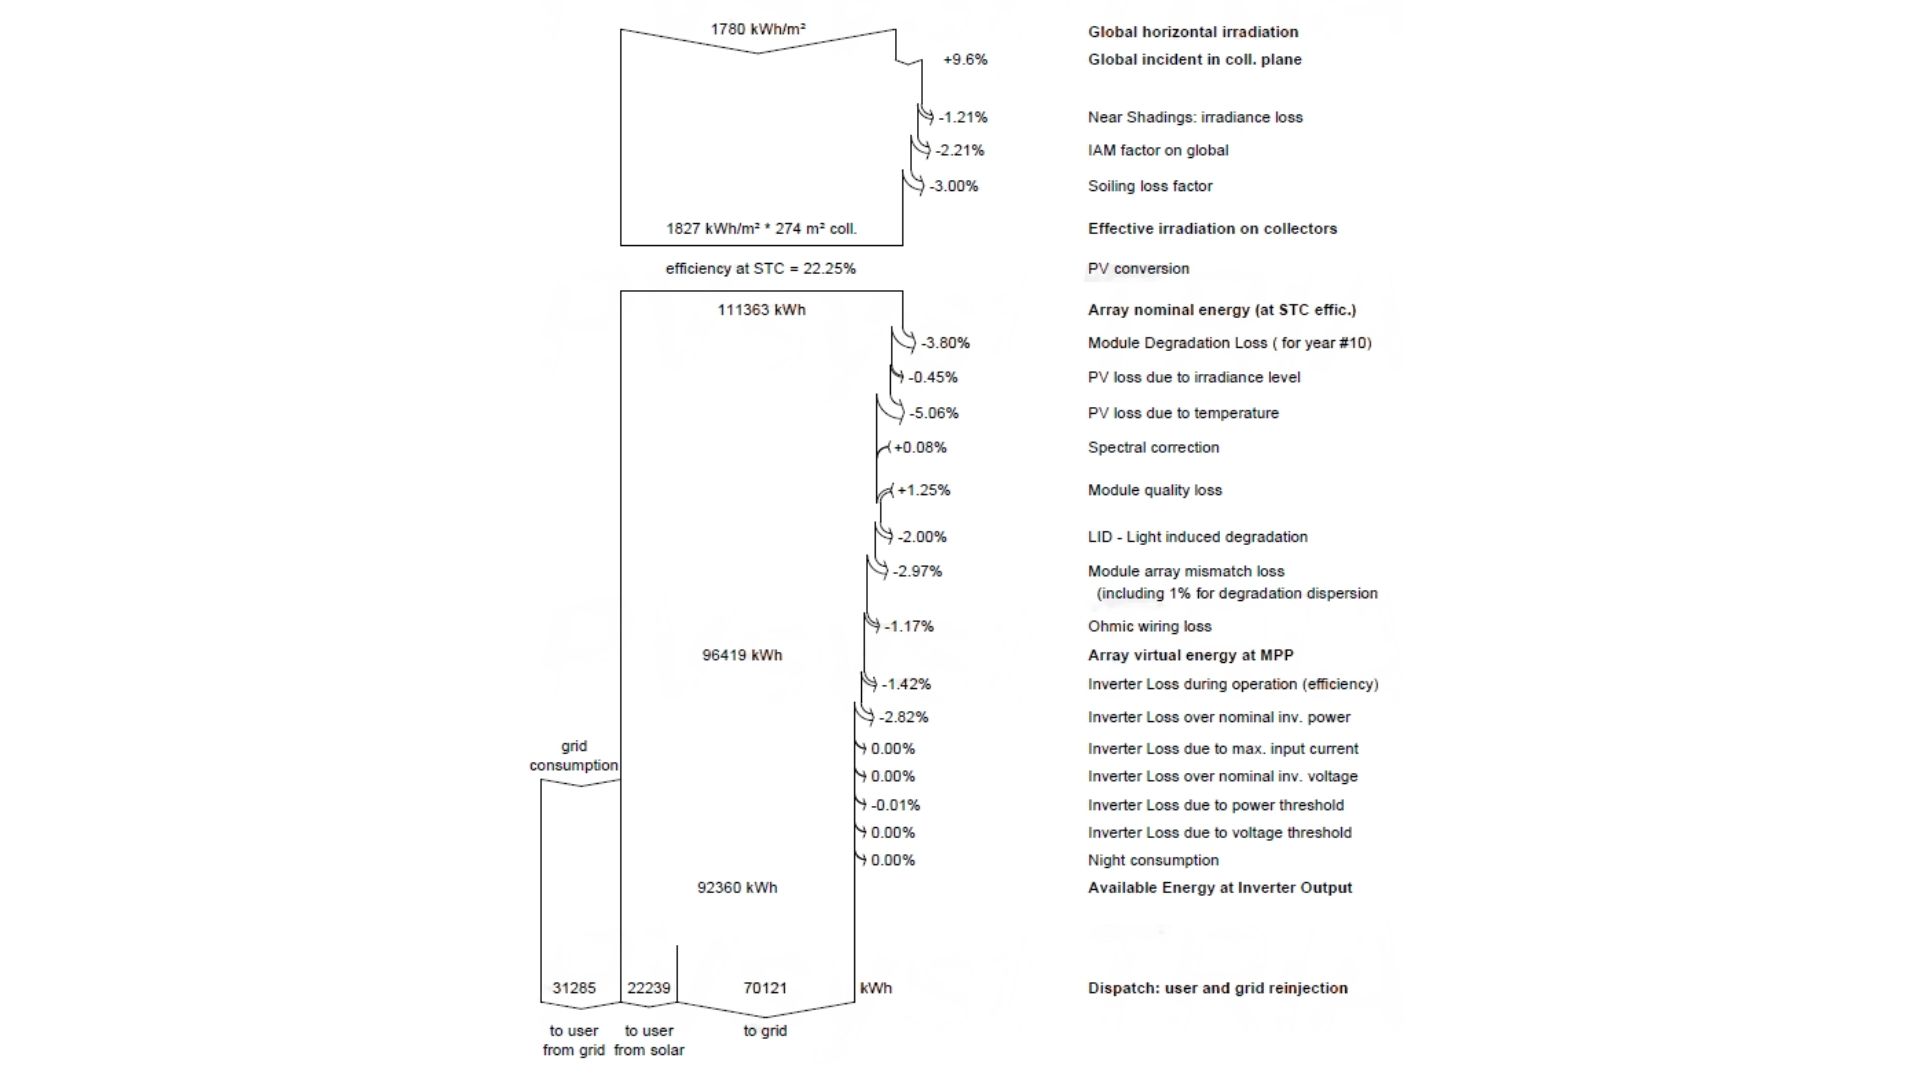 1780 kWh/m² Global horizontal irradiation
+9.6% Global incident in coll. plane
-1.21% Near Shadings: irradiance loss
-2.21% IAM factor on global
-3.00% Soiling loss factor
1827 kWh/m² * 274 m² coll. Effective irradiation on collectors
efficiency at STC = 22.25% PV conversion
111363 kWh Array nominal energy (at STC effic.)
-3.80% Module Degradation Loss ( for year #10)
-0.45% PV loss due to irradiance level
-5.06% PV loss due to temperature
+0.08% Spectral correction
+1.25% Module quality loss
-2.00% LID - Light induced degradation
-2.97% Module array mismatch loss
(including 1% for degradation dispersion
-1.17% Ohmic wiring loss
96419 kWh Array virtual energy at MPP
-1.42% Inverter Loss during operation (efficiency)
-2.82% Inverter Loss over nominal inv. power
grid
consumption
0.00% Inverter Loss due to max. input current
0.00% Inverter Loss over nominal inv. voltage
-0.01% Inverter Loss due to power threshold
0.00% Inverter Loss due to voltage threshold
0.00% Night consumption
92360 kWh Available Energy at Inverter Output
31285 22239 70121 kWh Dispatch: user and grid reinjection
to user to user to grid
from grid from solar